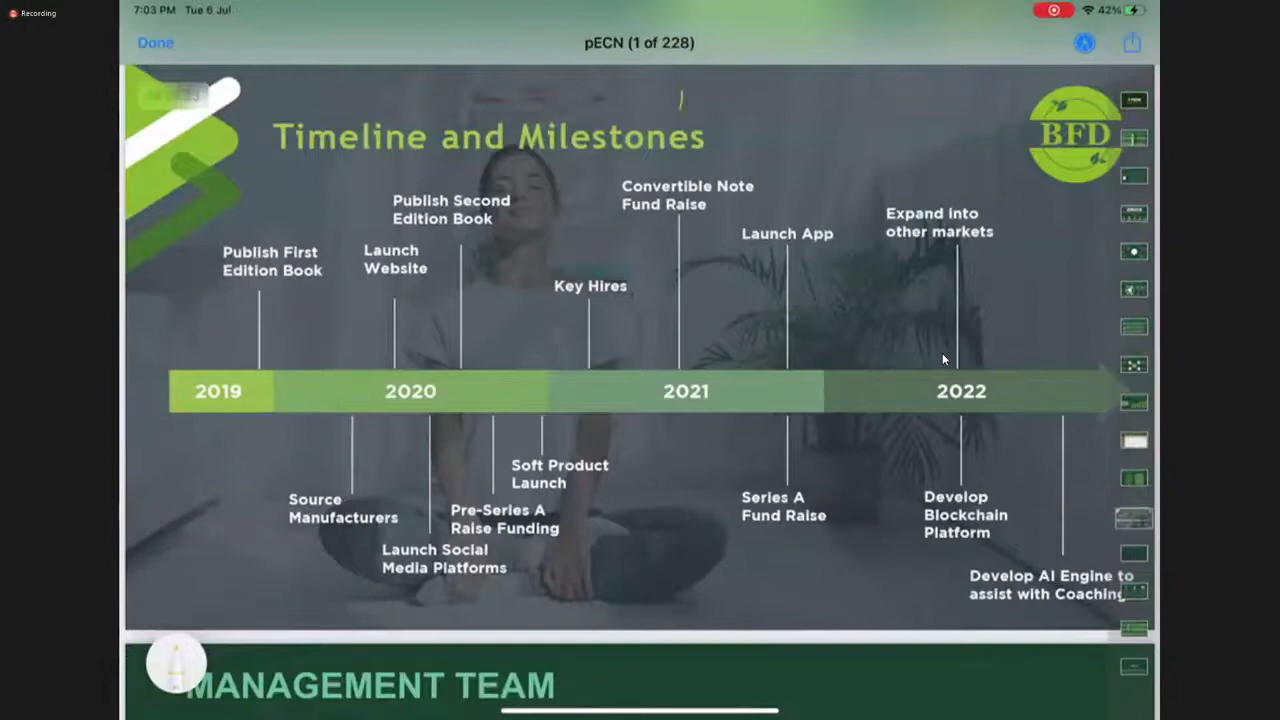 Recording
7:03 PM Tue 6 Jul
42%
Done
pECN (1 of 228)
Timeline and Milestones
BFD
Convertible Note
Fund Raise
Publish Second
Edition Book
Expand into
other markets
Launch App
Publish First
Edition Book
Launch
Website
Key Hires
2019
2020
2021
2022
Soft Product
Launch
Source
Manufacturers
Pre-Series A
Raise Funding
Series A
Fund Raise
Develop
Blockchain
Platform
Launch Social
Media Platforms
Develop AI Engine to
assist with Coaching
MANAGEMENT TEAM